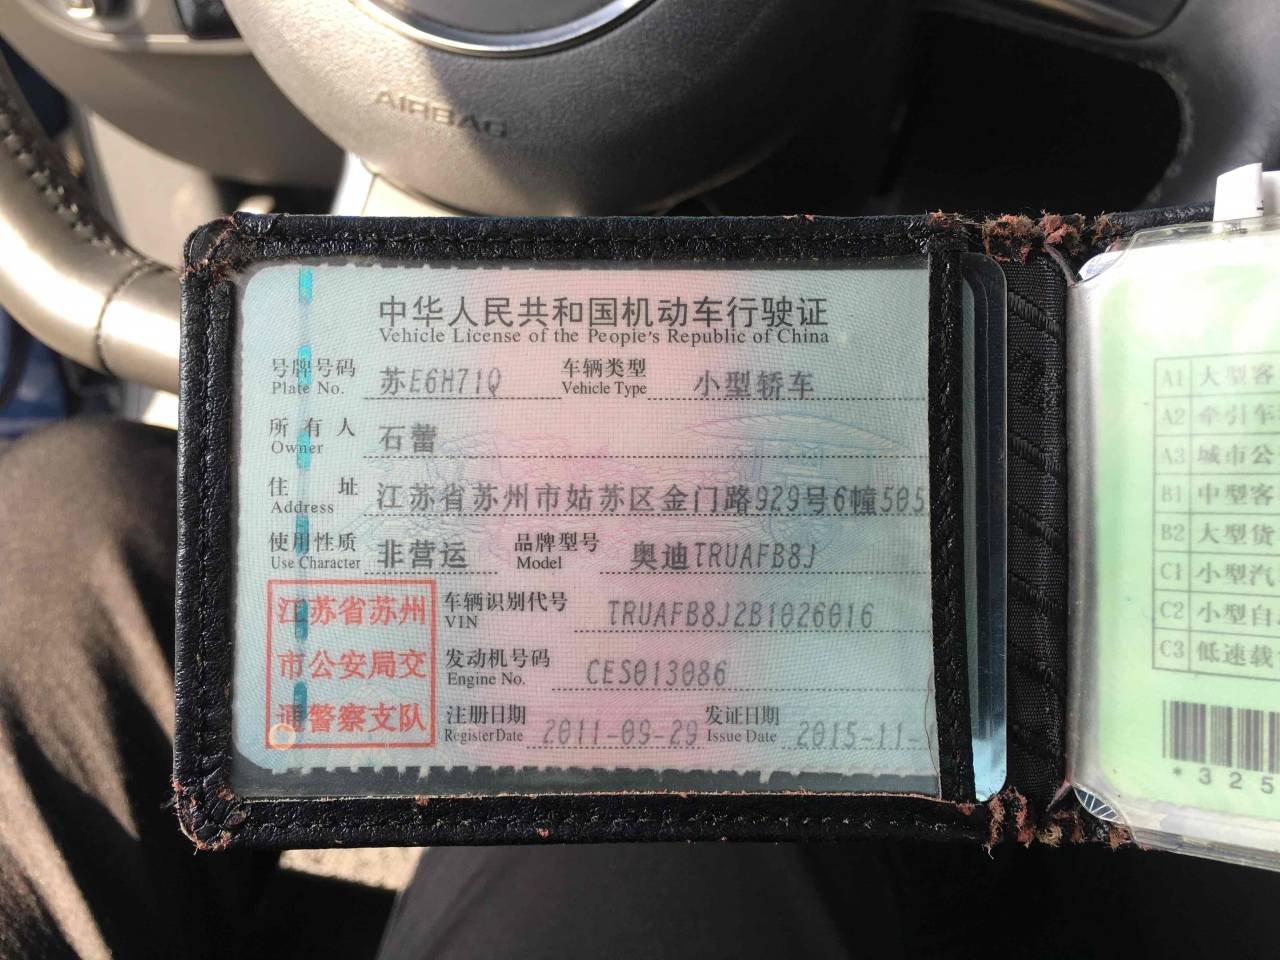 AIRBAG
中华人民共和国机动车行驶证
Vehicle License of the People's Republic of China
号牌号码 苏E6H71Q 车辆类型 小型轿车
Plate No. Vehicle Type
所有人 石蕾
Owner
住址 江苏省苏州市姑苏区金门路929号6幢505
Address
使用性质 非营运 品牌型号 奥迪TRUAFB8J
Use Character Model
江苏省苏州
市公安局交
通警察支队
车辆识别代号 TRUAFB8J2B1026016
VIN
发动机号码 CES013086
Engine No.
注册日期 2011-09-29 发证日期 2015-11-
Register Date Issue Date
A1 大型客
A2 牵引车
A3 城市公
B1 中型客
B2 大型货
C1 小型汽
C2 小型自
C3 低速载
*325